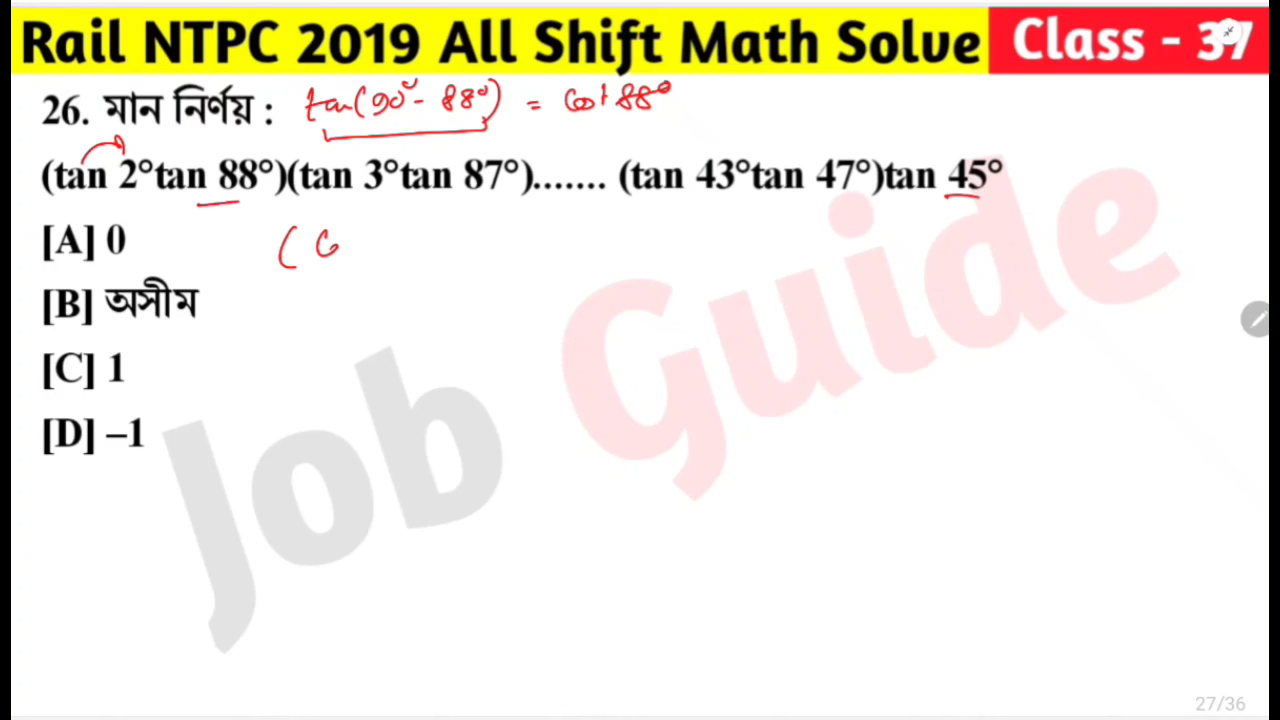 Rail NTPC 2019 All Shift Math Solve Class - 37
26. মান নির্ণয় : tan(90° - 88°) = cot 88°
(tan 2°tan 88°)(tan 3°tan 87°)....... (tan 43°tan 47°)tan 45°
[A] 0
( c
[B] অসীম
[C] 1
[D] –1
Job Guide
27/36